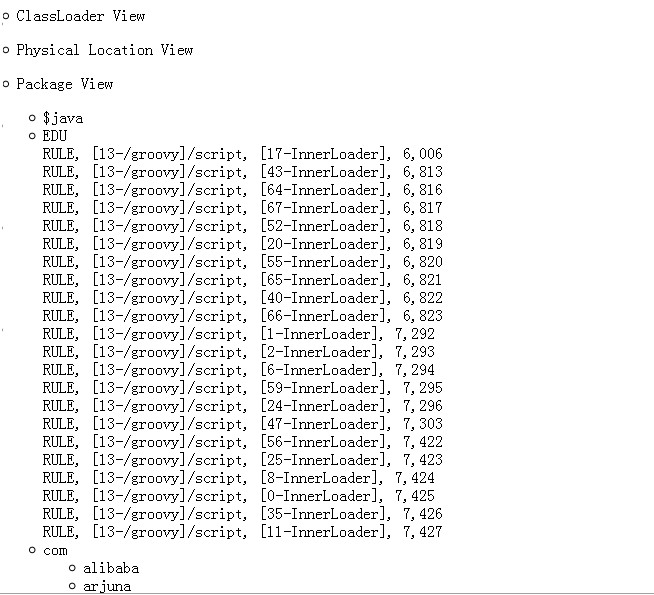 ClassLoader View
Physical Location View
Package View
$java
EDU
RULE, [13-/groovy]/script, [17-InnerLoader], 6,006
RULE, [13-/groovy]/script, [43-InnerLoader], 6,813
RULE, [13-/groovy]/script, [64-InnerLoader], 6,816
RULE, [13-/groovy]/script, [67-InnerLoader], 6,817
RULE, [13-/groovy]/script, [52-InnerLoader], 6,818
RULE, [13-/groovy]/script, [20-InnerLoader], 6,819
RULE, [13-/groovy]/script, [55-InnerLoader], 6,820
RULE, [13-/groovy]/script, [65-InnerLoader], 6,821
RULE, [13-/groovy]/script, [40-InnerLoader], 6,822
RULE, [13-/groovy]/script, [66-InnerLoader], 6,823
RULE, [13-/groovy]/script, [1-InnerLoader], 7,292
RULE, [13-/groovy]/script, [2-InnerLoader], 7,293
RULE, [13-/groovy]/script, [6-InnerLoader], 7,294
RULE, [13-/groovy]/script, [59-InnerLoader], 7,295
RULE, [13-/groovy]/script, [24-InnerLoader], 7,296
RULE, [13-/groovy]/script, [47-InnerLoader], 7,303
RULE, [13-/groovy]/script, [56-InnerLoader], 7,422
RULE, [13-/groovy]/script, [25-InnerLoader], 7,423
RULE, [13-/groovy]/script, [8-InnerLoader], 7,424
RULE, [13-/groovy]/script, [0-InnerLoader], 7,425
RULE, [13-/groovy]/script, [35-InnerLoader], 7,426
RULE, [13-/groovy]/script, [11-InnerLoader], 7,427
com
alibaba
arjuna